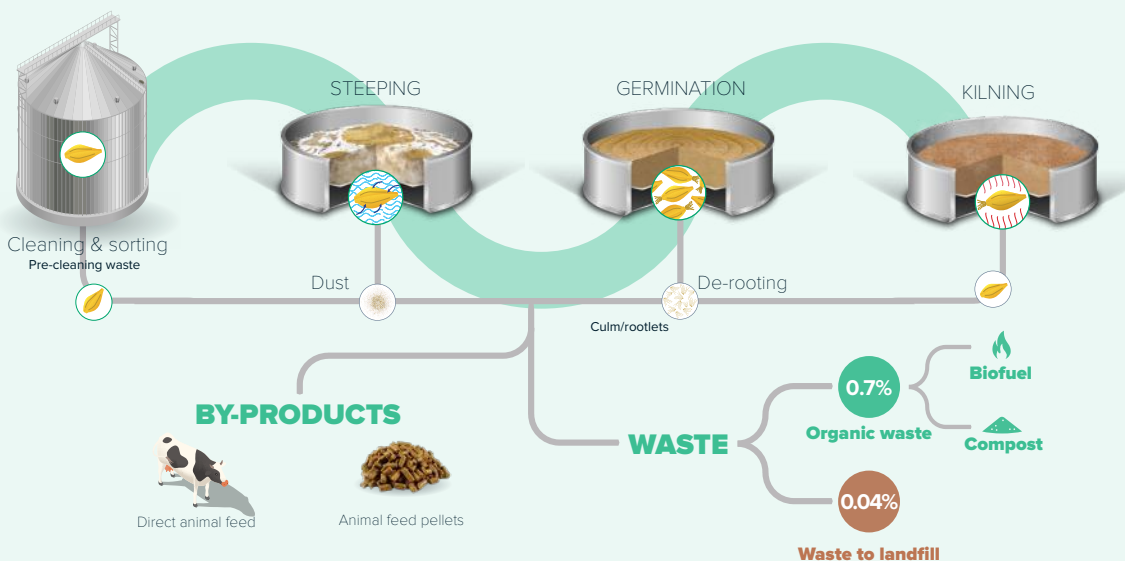 STEEPING
GERMINATION
KILNING
Cleaning & sorting
Pre-cleaning waste
Dust
De-rooting
Culm/rootlets
BY-PRODUCTS
Direct animal feed
Animal feed pellets
WASTE
0.7%
Organic waste
Biofuel
Compost
0.04%
Waste to landfill